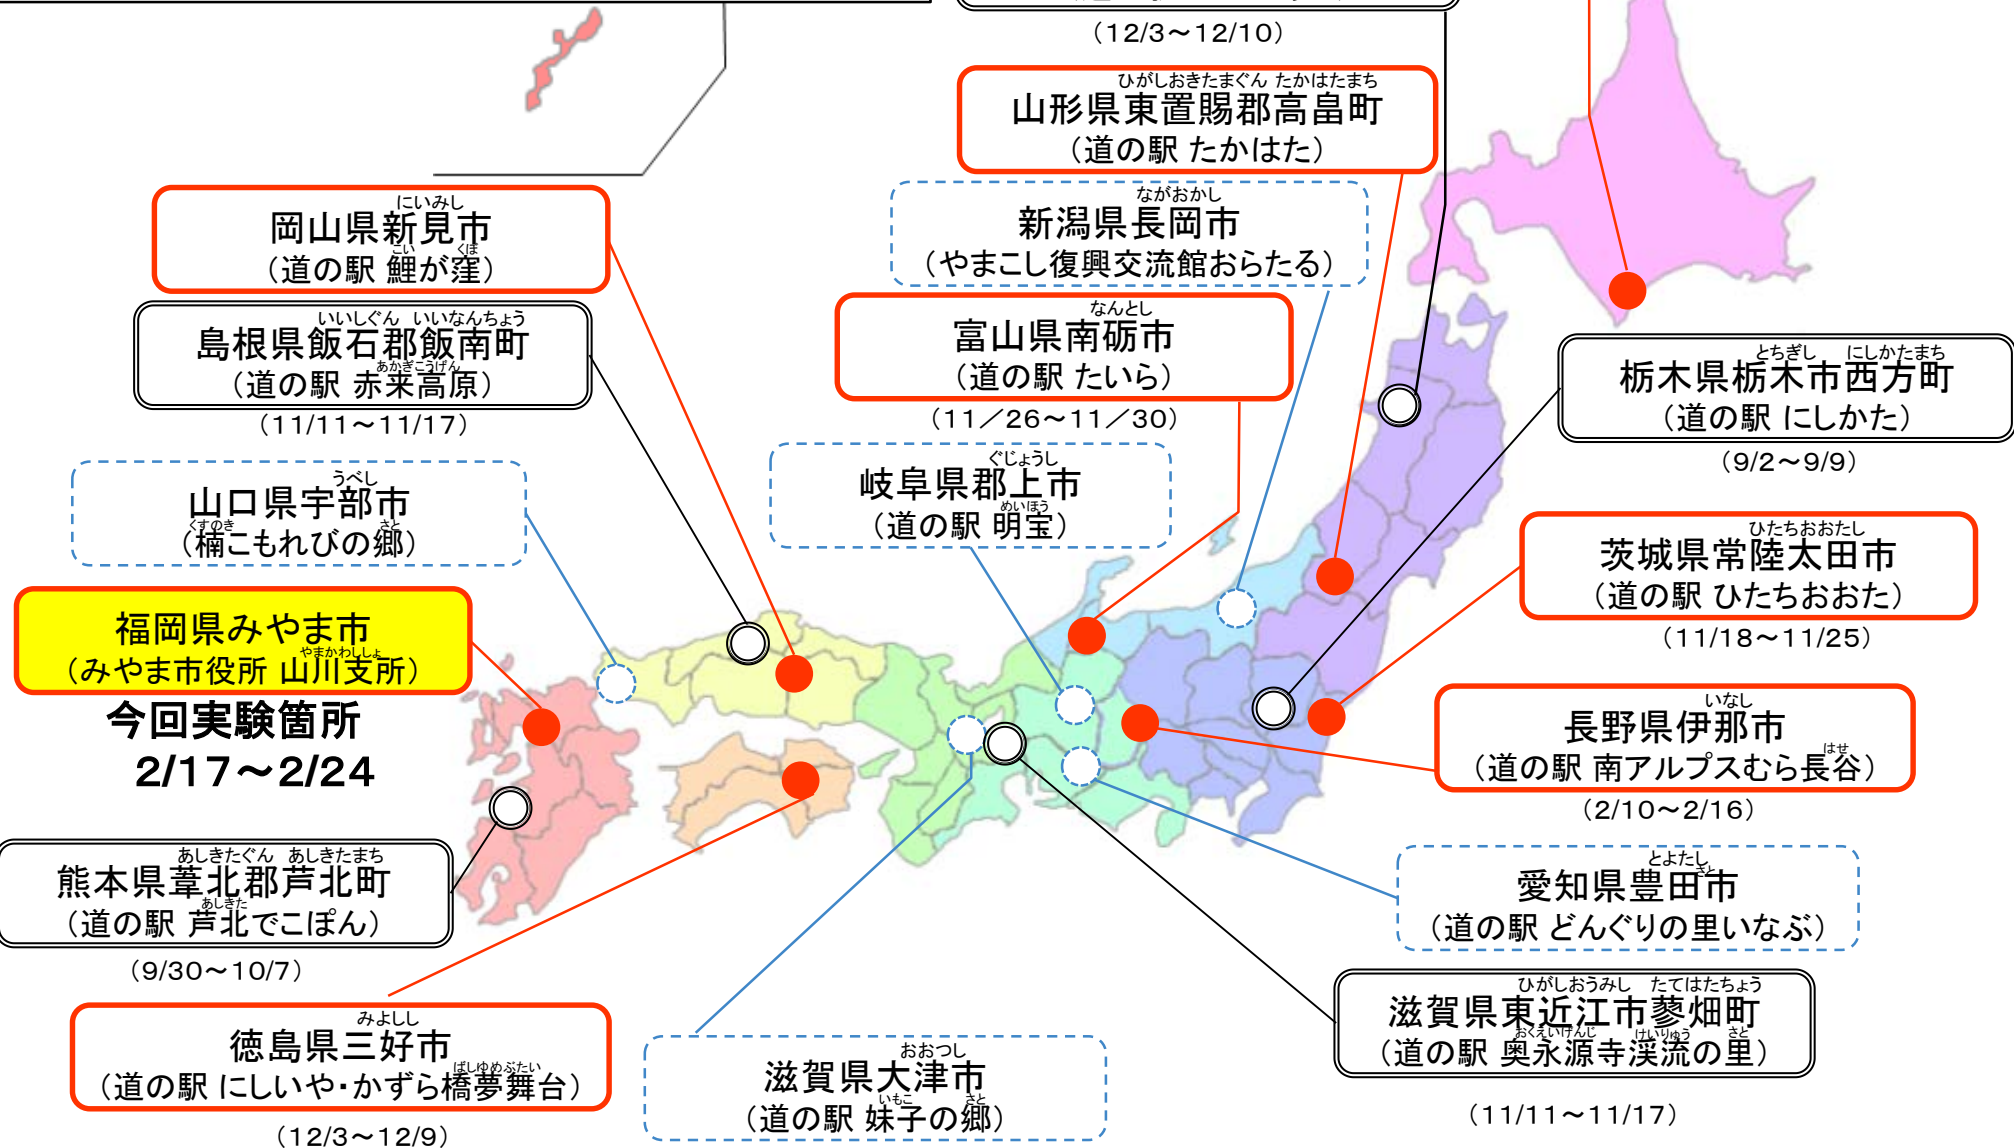 （12/3～12/10）
ひがしおきたまぐん たかはたまち
山形県東置賜郡高畠町
（道の駅 たかはた）
にいみし
岡山県新見市
こい くぼ
（道の駅 鯉が窪）
ながおかし
新潟県長岡市
（やまこし復興交流館おらたる）
いいしぐん いいなんちょう
島根県飯石郡飯南町
あかぎこうげん
（道の駅 赤来高原）
（11/11～11/17）
なんとし
富山県南砺市
（道の駅 たいら）
（11／26～11／30）
とちぎし にしかたまち
栃木県栃木市西方町
（道の駅 にしかた）
（9/2～9/9）
うべし
山口県宇部市
くすのき さと
（楠こもれびの郷）
ぐじょうし
岐阜県郡上市
めいほう
（道の駅 明宝）
ひたちおおたし
茨城県常陸太田市
（道の駅 ひたちおおた）
（11/18～11/25）
福岡県みやま市
やまかわししょ
（みやま市役所 山川支所）
今回実験箇所
2/17～2/24
いなし
長野県伊那市
はせ
（道の駅 南アルプスむら長谷）
（2/10～2/16）
あしきたぐん あしきたまち
熊本県葦北郡芦北町
あしきた
（道の駅 芦北でこぽん）
（9/30～10/7）
とよたし
愛知県豊田市
さと
（道の駅 どんぐりの里いなぶ）
ひがしおうみし たてはたちょう
滋賀県東近江市蓼畑町
おくえいげんじ けいりゅう さと
（道の駅 奥永源寺渓流の里）
（11/11～11/17）
みよしし
徳島県三好市
ばしゆめぶたい
（道の駅 にしいや・かずら橋夢舞台）
（12/3～12/9）
おおつし
滋賀県大津市
いもこ さと
（道の駅 妹子の郷）